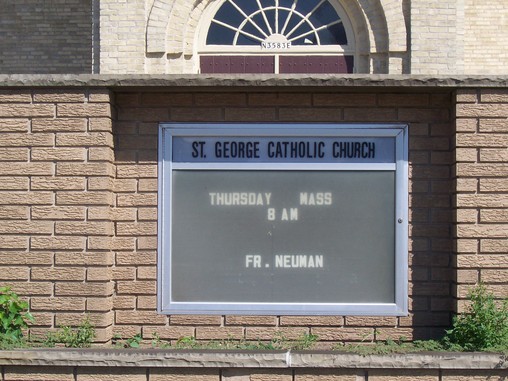 N3583E
ST. GEORGE CATHOLIC CHURCH
THURSDAY MASS
8 AM
FR. NEUMAN